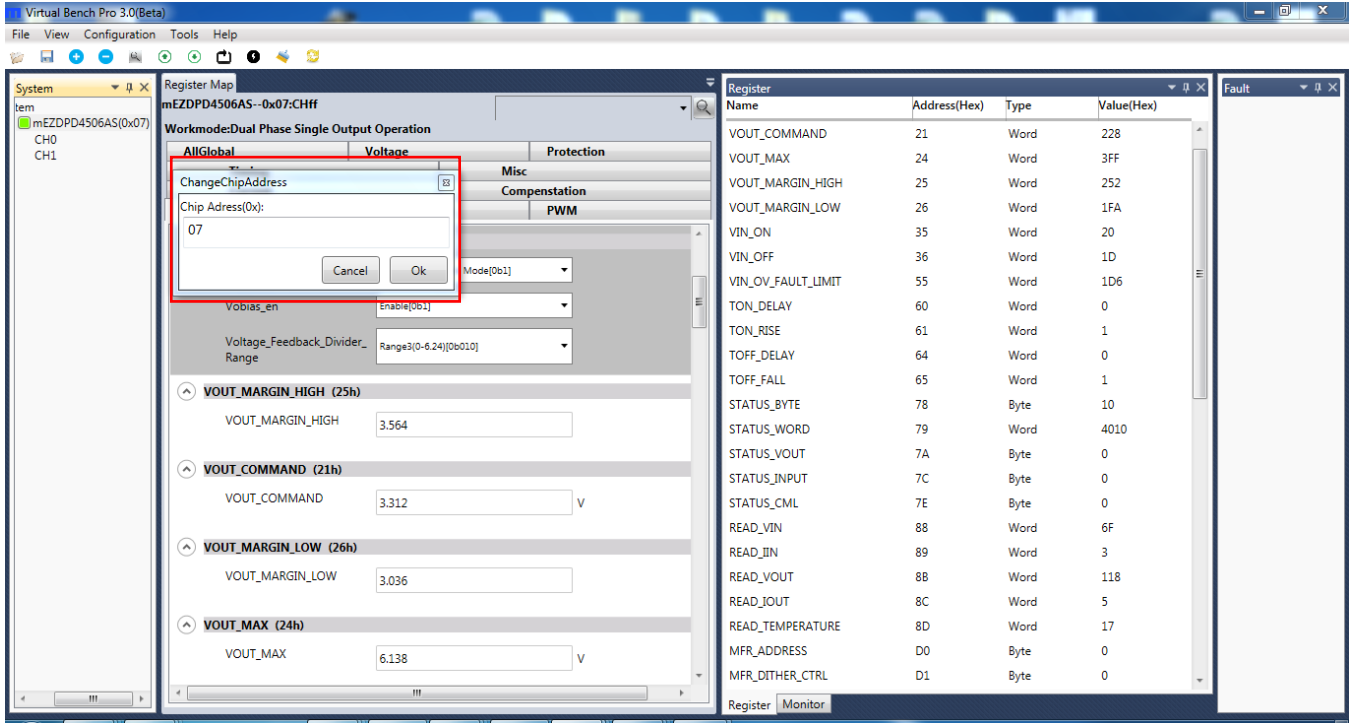 Virtual Bench Pro 3.0(Beta)
File View Configuration Tools Help
System
tem
mEZDPD4506AS(0x07)
CH0
CH1
Register Map
mEZDPD4506AS--0x07:CHff
Workmode:Dual Phase Single Output Operation
AllGlobal Voltage Protection
Misc
Compenstation
PWM
ChangeChipAddress
Chip Adress(0x):
07
Cancel Ok
Mode[0b1]
Vobias_en Enable[0b1]
Voltage_Feedback_Divider_
Range
Range3(0-6.24)[0b010]
VOUT_MARGIN_HIGH (25h)
VOUT_MARGIN_HIGH 3.564
VOUT_COMMAND (21h)
VOUT_COMMAND 3.312 V
VOUT_MARGIN_LOW (26h)
VOUT_MARGIN_LOW 3.036
VOUT_MAX (24h)
VOUT_MAX 6.138 V
Register
Name Address(Hex) Type Value(Hex)
VOUT_COMMAND 21 Word 228
VOUT_MAX 24 Word 3FF
VOUT_MARGIN_HIGH 25 Word 252
VOUT_MARGIN_LOW 26 Word 1FA
VIN_ON 35 Word 20
VIN_OFF 36 Word 1D
VIN_OV_FAULT_LIMIT 55 Word 1D6
TON_DELAY 60 Word 0
TON_RISE 61 Word 1
TOFF_DELAY 64 Word 0
TOFF_FALL 65 Word 1
STATUS_BYTE 78 Byte 10
STATUS_WORD 79 Word 4010
STATUS_VOUT 7A Byte 0
STATUS_INPUT 7C Byte 0
STATUS_CML 7E Byte 0
READ_VIN 88 Word 6F
READ_IIN 89 Word 3
READ_VOUT 8B Word 118
READ_IOUT 8C Word 5
READ_TEMPERATURE 8D Word 17
MFR_ADDRESS D0 Byte 0
MFR_DITHER_CTRL D1 Byte 0
Register Monitor
Fault